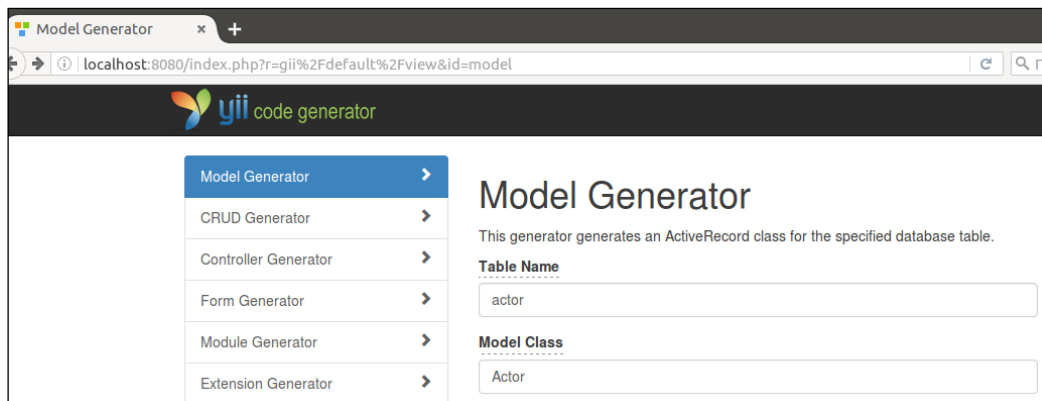 Model Generator
localhost:8080/index.php?r=gii%2Fdefault%2Fview&id=model
yii code generator
Model Generator
CRUD Generator
Controller Generator
Form Generator
Module Generator
Extension Generator
Model Generator
This generator generates an ActiveRecord class for the specified database table.
Table Name
actor
Model Class
Actor